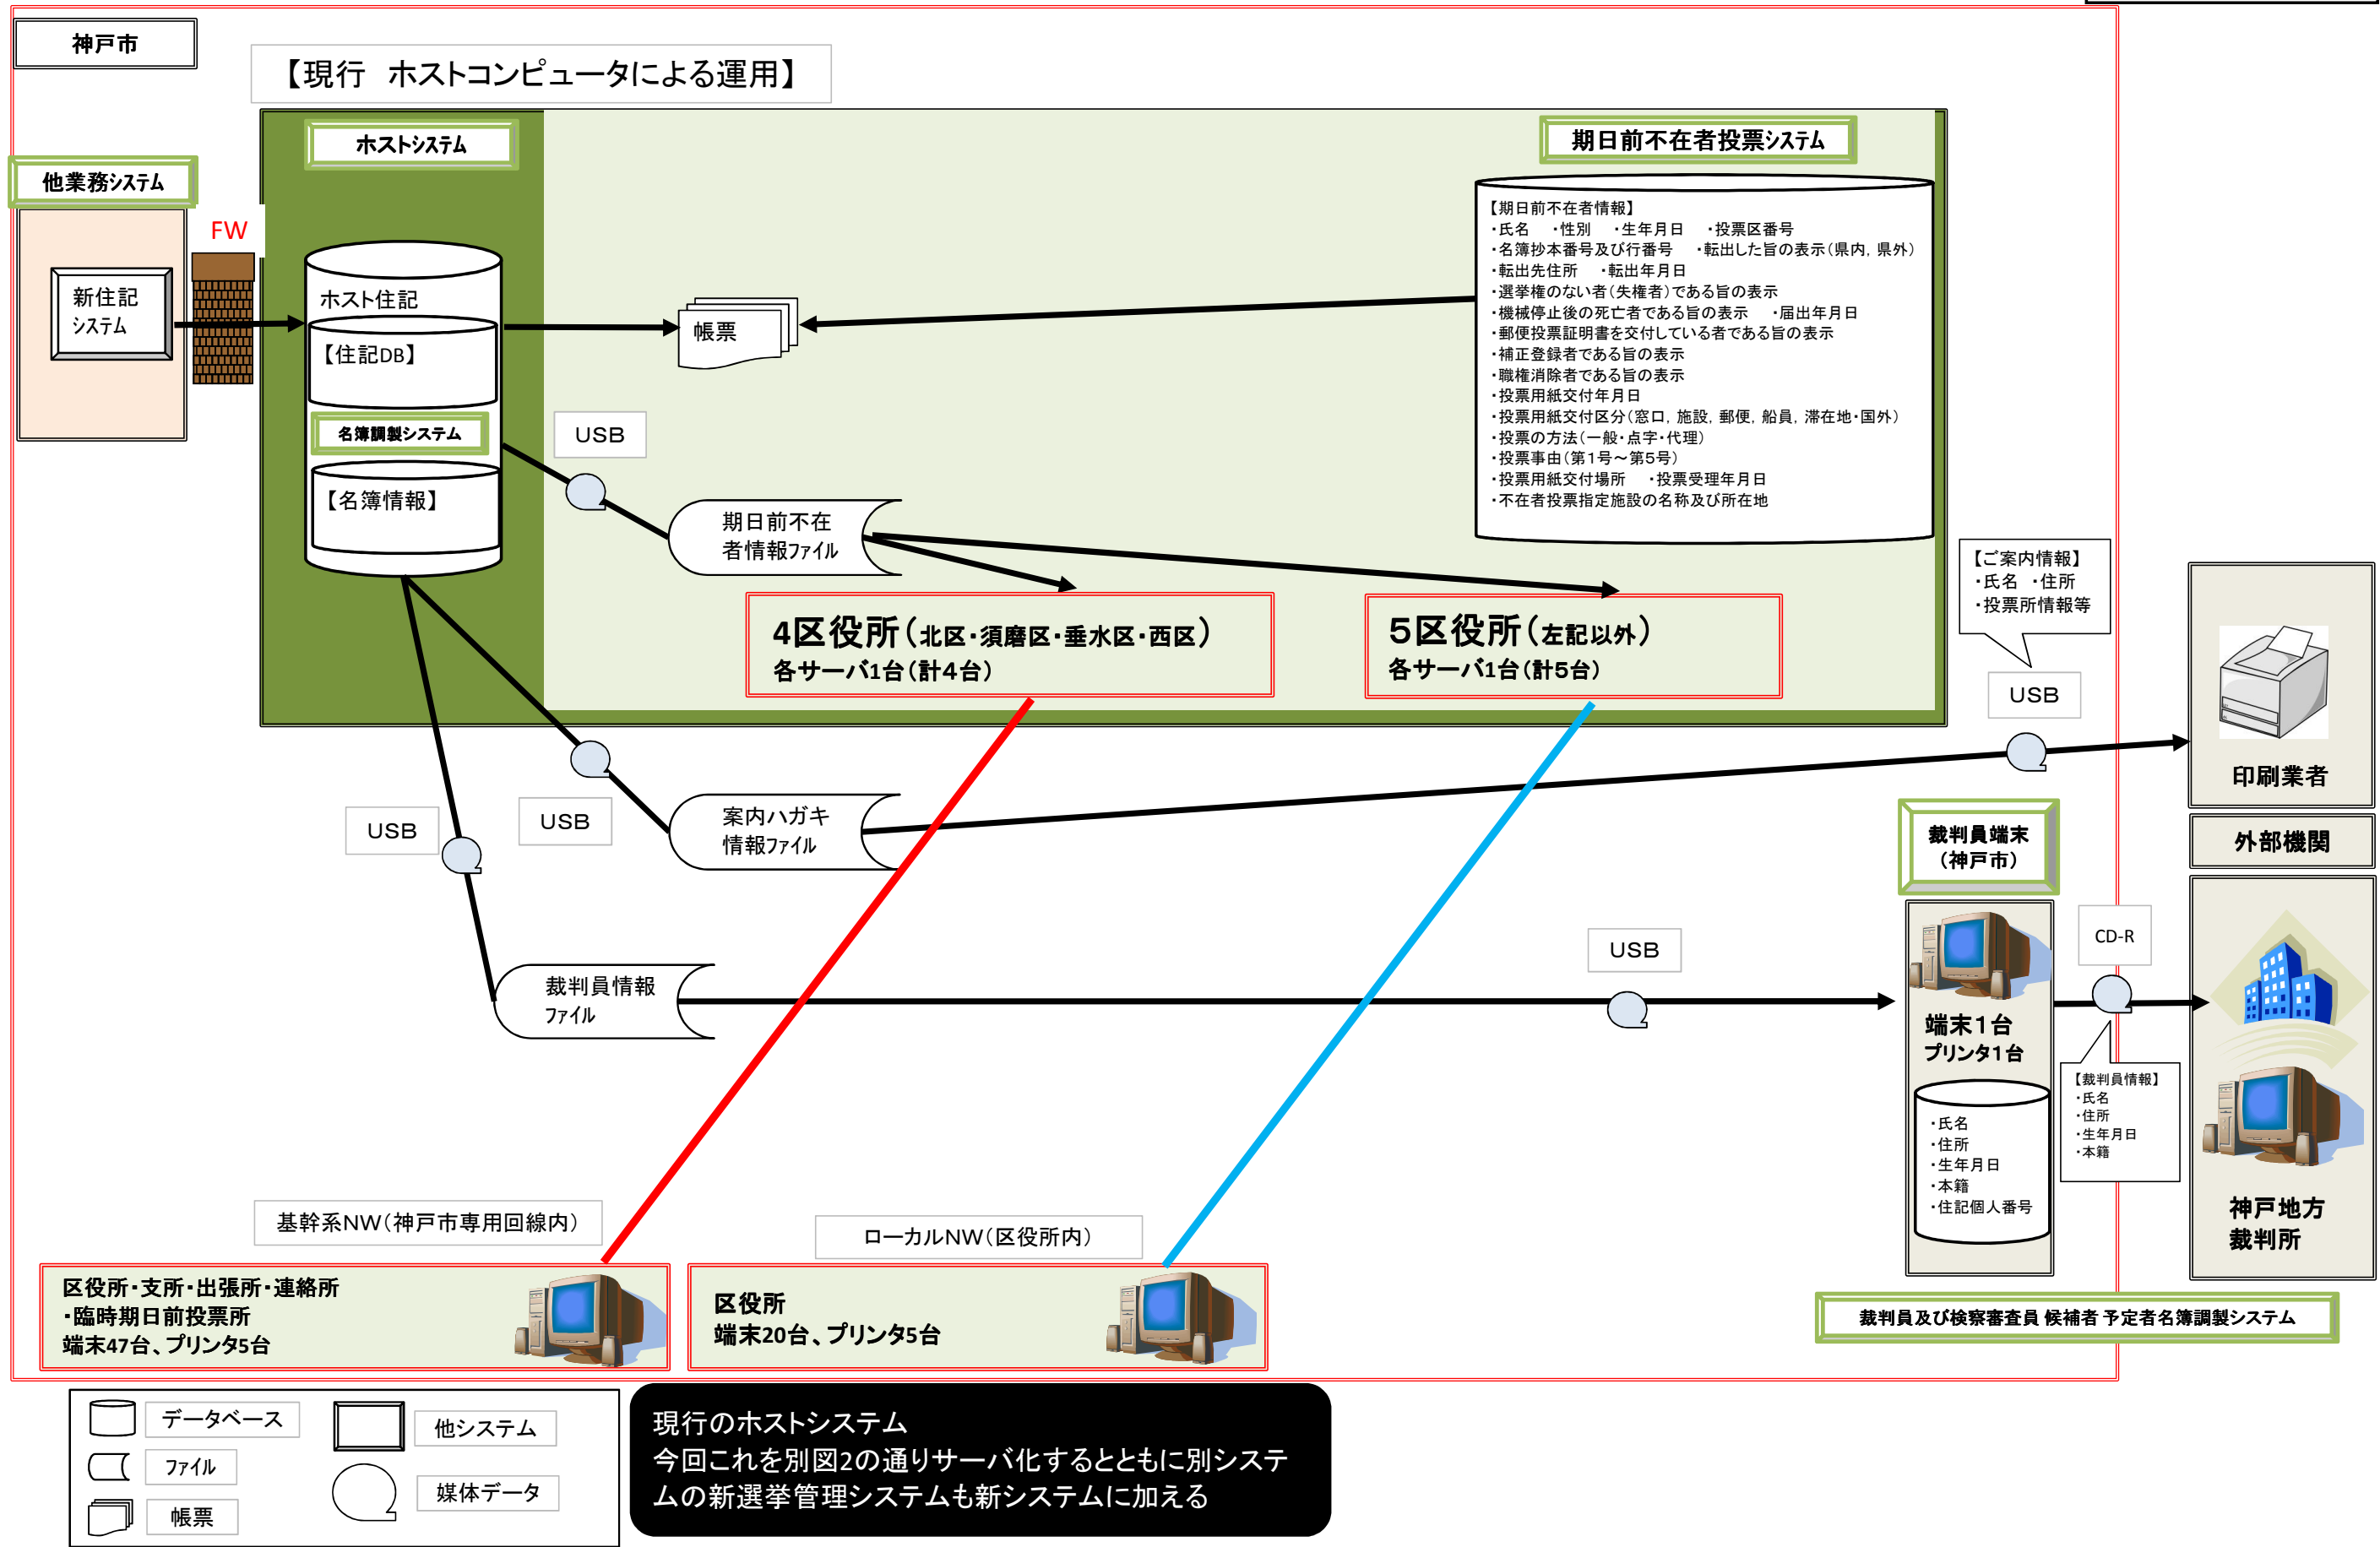 神戸市
【現行　ホストコンピュータによる運用】
ホストシステム
期日前不在者投票システム
他業務システム
FW
新住記
システム
ホスト住記
【住記DB】
名簿調製システム
【名簿情報】
帳票
【期日前不在者情報】
・氏名　・性別　・生年月日　・投票区番号
・名簿抄本番号及び行番号　・転出した旨の表示（県内，県外）
・転出先住所　・転出年月日
・選挙権のない者（失権者）である旨の表示
・機械停止後の死亡者である旨の表示　・届出年月日
・郵便投票証明書を交付している者である旨の表示
・補正登録者である旨の表示
・職権消除者である旨の表示
・投票用紙交付年月日
・投票用紙交付区分（窓口，施設，郵便，船員，滞在地・国外）
・投票の方法（一般・点字・代理）
・投票事由（第１号～第５号）
・投票用紙交付場所　・投票受理年月日
・不在者投票指定施設の名称及び所在地
USB
期日前不在
者情報ファイル
4区役所（北区・須磨区・垂水区・西区）
各サーバ1台（計４台）
５区役所（左記以外）
各サーバ1台（計５台）
【ご案内情報】
・氏名　・住所
・投票所情報等
USB
印刷業者
外部機関
USB
USB
案内ハガキ
情報ファイル
裁判員端末
（神戸市）
裁判員情報
ファイル
USB
CD-R
端末１台
プリンタ１台
・氏名
・住所
・生年月日
・本籍
・住記個人番号
【裁判員情報】
・氏名
・住所
・生年月日
・本籍
神戸地方
裁判所
基幹系NW（神戸市専用回線内）
ローカルNW（区役所内）
区役所・支所・出張所・連絡所
・臨時期日前投票所
端末47台、プリンタ5台
区役所
端末20台、プリンタ5台
裁判員及び検察審査員 候補者 予定者名簿調製システム
データベース
他システム
ファイル
媒体データ
帳票
現行のホストシステム
今回これを別図2の通りサーバ化するとともに別システ
ムの新選挙管理システムも新システムに加える